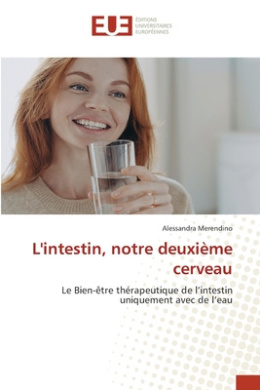 EUE
ÉDITIONS
UNIVERSITAIRES
EUROPÉENNES
Alessandra Merendino
L'intestin, notre deuxième
cerveau
Le Bien-être thérapeutique de l'intestin
uniquement avec de l'eau